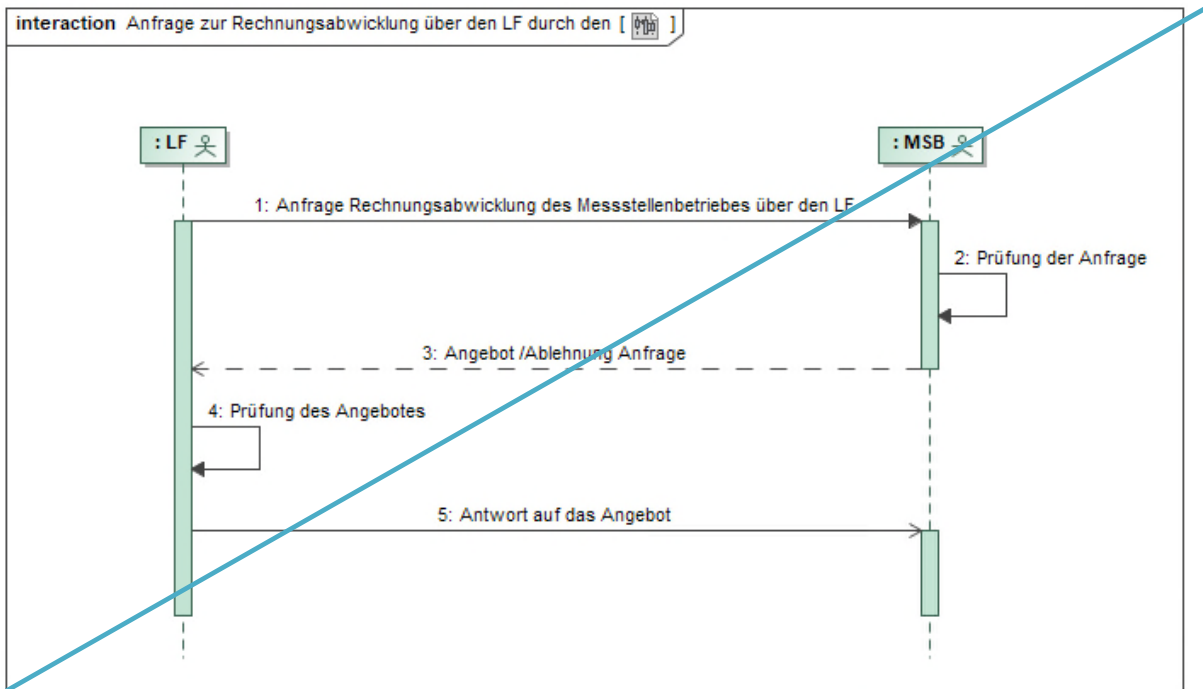 interaction Anfrage zur Rechnungsabwicklung über den LF durch den [ ]
: LF
: MSB
1: Anfrage Rechnungsabwicklung des Messstellenbetriebes über den LF
2: Prüfung der Anfrage
3: Angebot /Ablehnung Anfrage
4: Prüfung des Angebotes
5: Antwort auf das Angebot